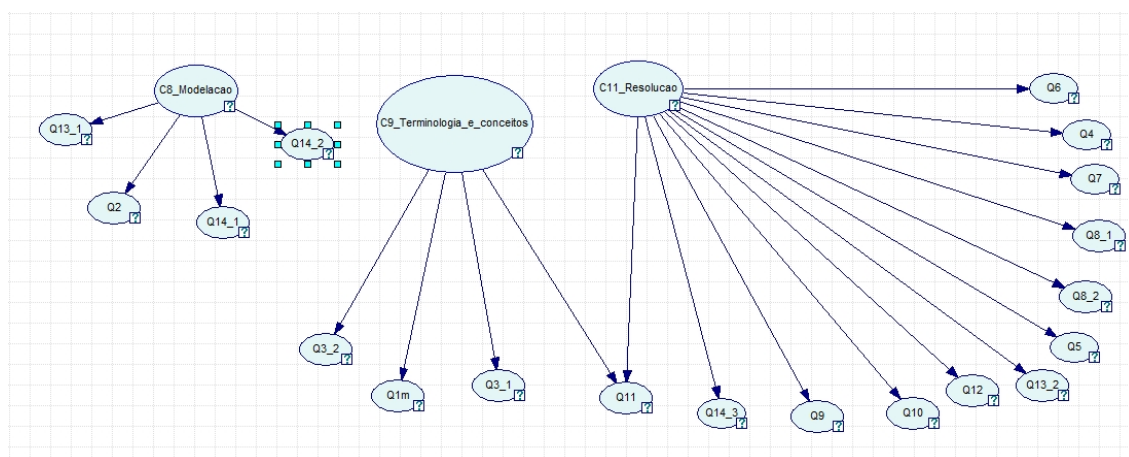 C8_Modelacao
?
C9_Terminologia_e_conceitos
?
C11_Resolucao
?
Q6
?
Q13_1
?
Q14_2
?
Q4
?
Q7
?
Q2
?
Q14_1
?
Q8_1
?
Q8_2
?
Q3_2
?
Q5
?
Q1m
?
Q3_1
?
Q11
?
Q14_3
?
Q9
?
Q10
?
Q12
?
Q13_2
?